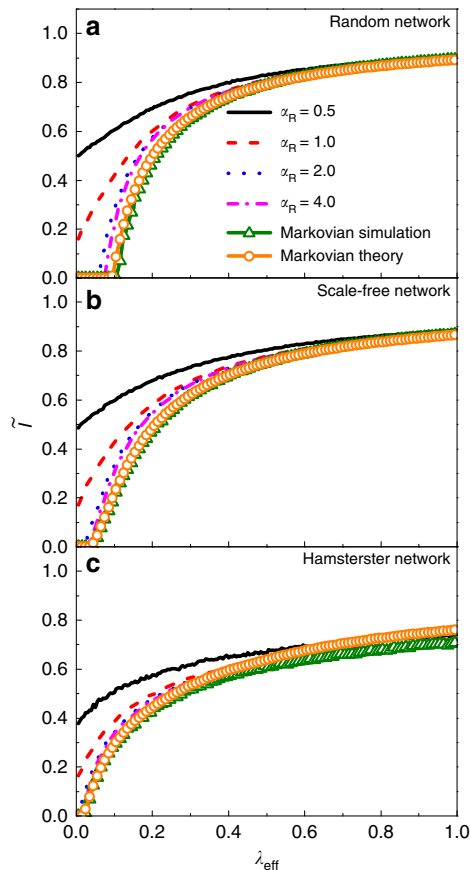 a
Random network
1.0
0.8
0.6
0.4
0.2
0.0
α_R = 0.5
α_R = 1.0
α_R = 2.0
α_R = 4.0
Markovian simulation
Markovian theory
b
Scale-free network
1.0
0.8
0.6
0.4
0.2
0.0
Ĩ
c
Hamsterster network
1.0
0.8
0.6
0.4
0.2
0.0
0.0 0.2 0.4 0.6 0.8 1.0
λ_eff